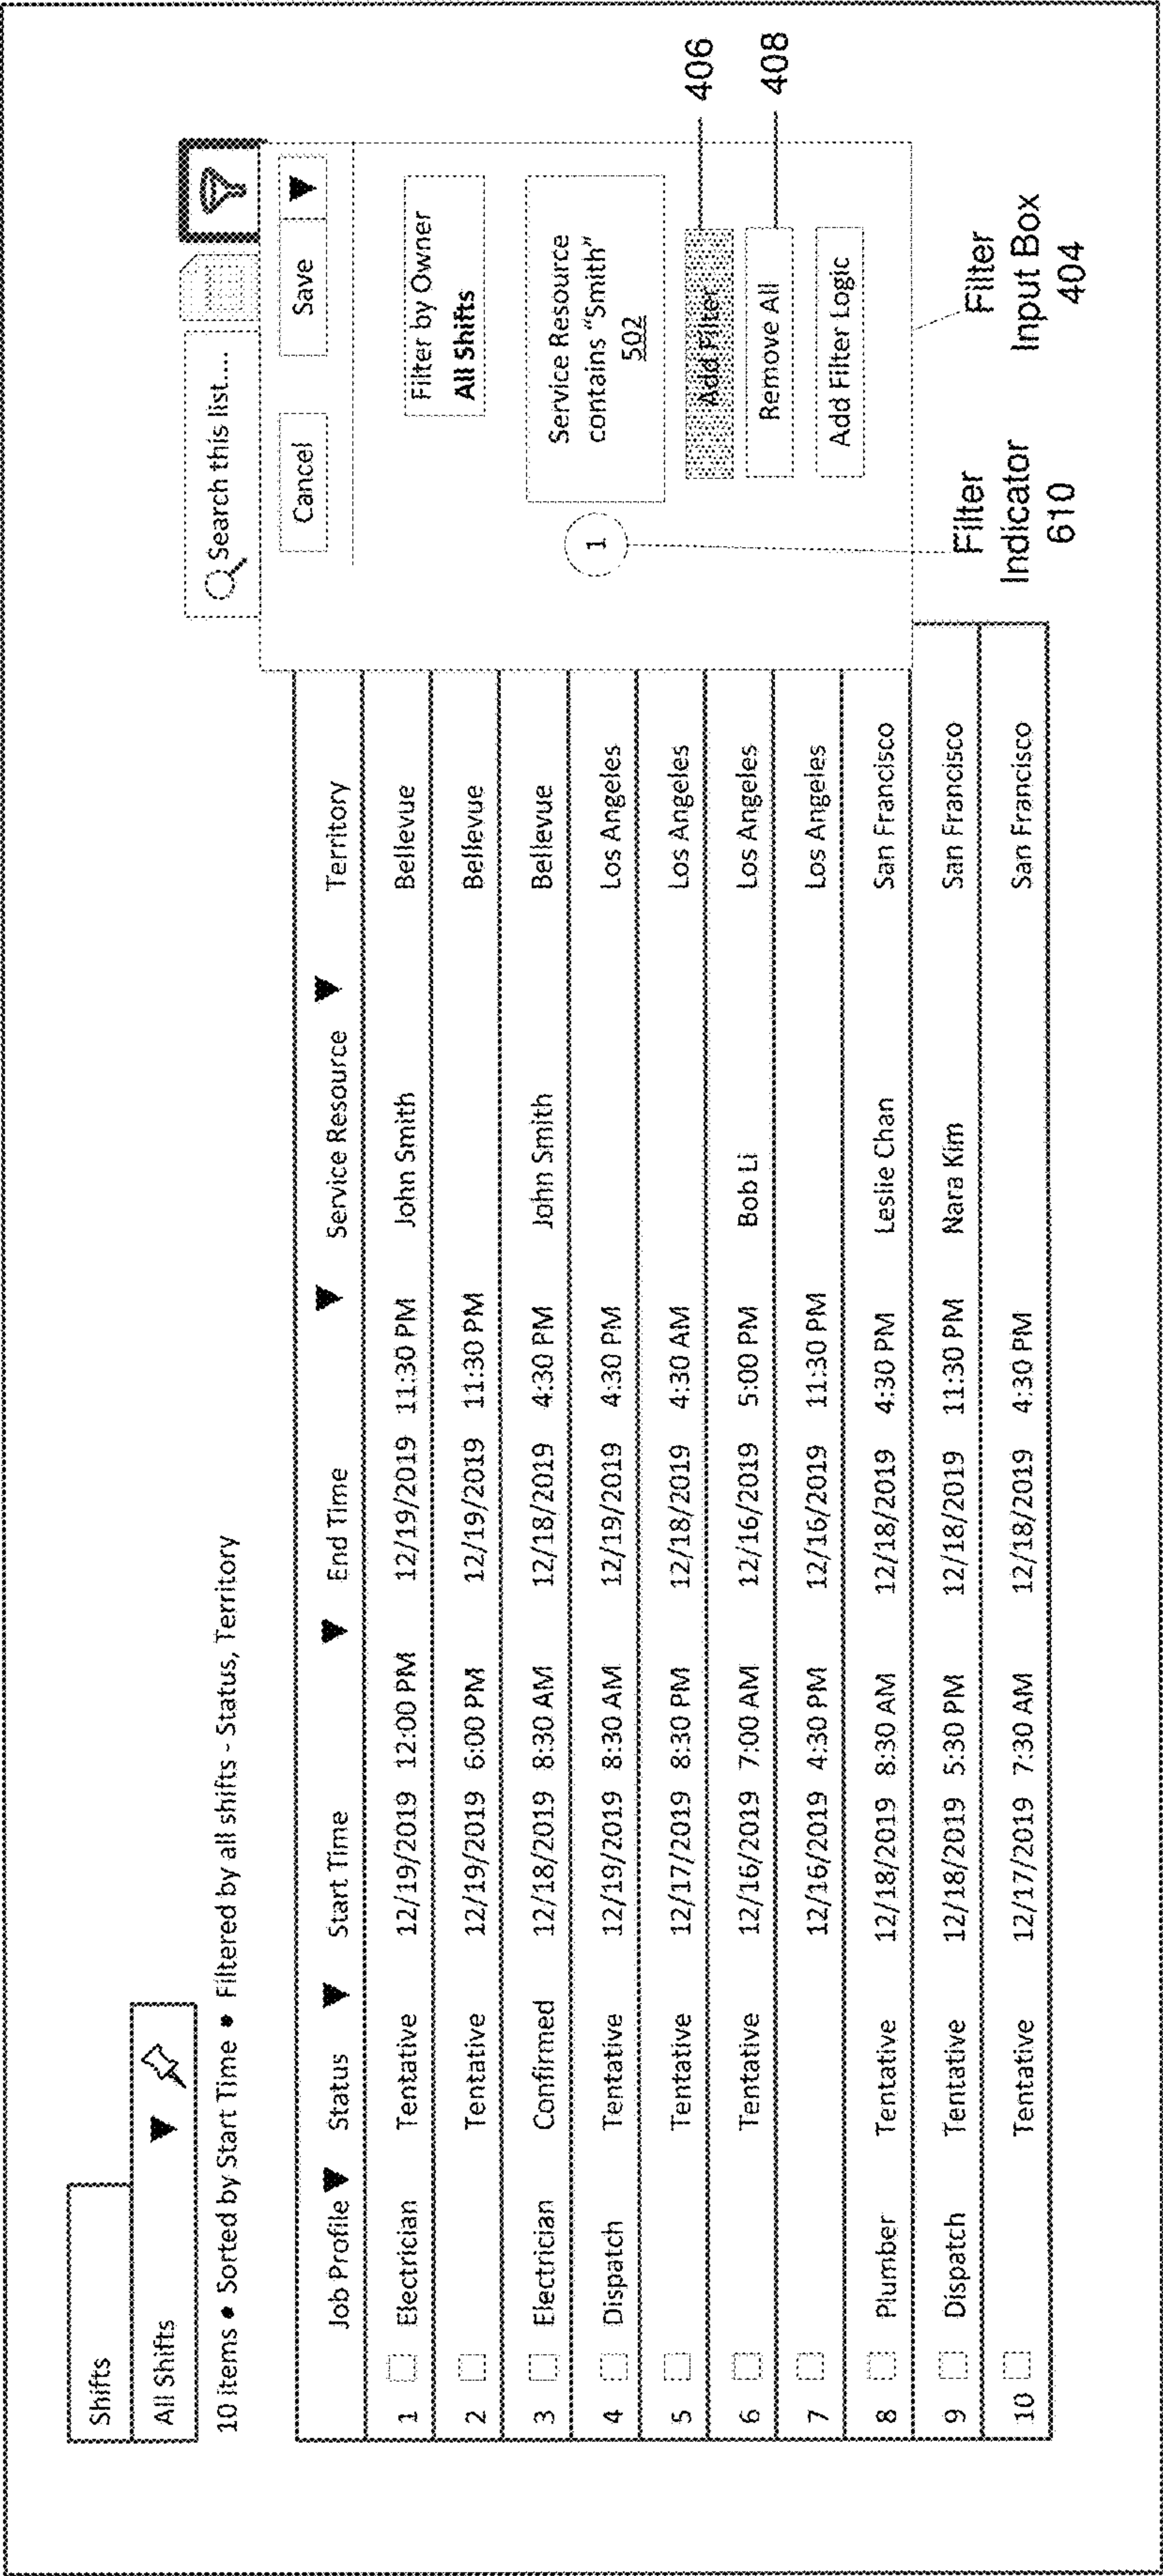 Shifts
All Shifts
10 items • Sorted by Start Time • Filtered by all shifts - Status, Territory
Search this list....
Job Profile Status Start Time End Time Service Resource Territory
1 Electrician Tentative 12/19/2019 12:00 PM 12/19/2019 11:30 PM John Smith Bellevue
2 Tentative 12/19/2019 6:00 PM 12/19/2019 11:30 PM Bellevue
3 Electrician Confirmed 12/18/2019 8:30 AM 12/18/2019 4:30 PM John Smith Bellevue
4 Dispatch Tentative 12/19/2019 8:30 AM 12/19/2019 4:30 PM Los Angeles
5 Tentative 12/17/2019 8:30 PM 12/18/2019 4:30 AM Los Angeles
6 Tentative 12/16/2019 7:00 AM 12/16/2019 5:00 PM Bob Li Los Angeles
7 12/16/2019 4:30 PM 12/16/2019 11:30 PM Los Angeles
8 Plumber Tentative 12/18/2019 8:30 AM 12/18/2019 4:30 PM Leslie Chan San Francisco
9 Dispatch Tentative 12/18/2019 5:30 PM 12/18/2019 11:30 PM Nara Kim San Francisco
10 Tentative 12/17/2019 7:30 AM 12/18/2019 4:30 PM San Francisco
Cancel Save
Filter by Owner
All Shifts
1
Service Resource
contains "Smith"
502
Add Filter
406
Remove All
408
Add Filter Logic
Filter
Indicator
610
Filter
Input Box
404